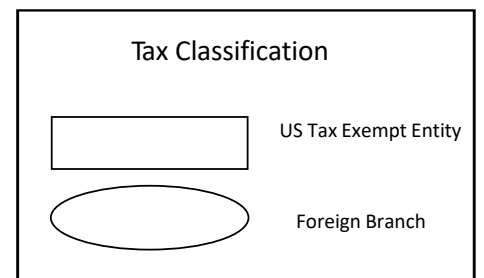 Tax Classification
US Tax Exempt Entity
Foreign Branch